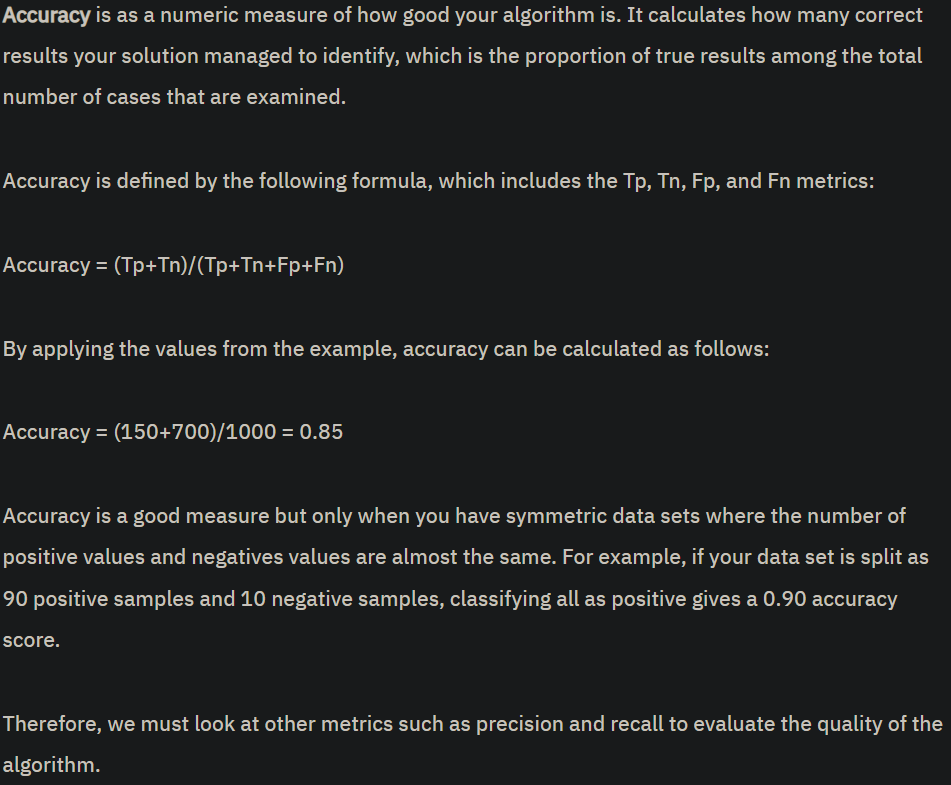 Accuracy is as a numeric measure of how good your algorithm is. It calculates how many correct
results your solution managed to identify, which is the proportion of true results among the total
number of cases that are examined.
Accuracy is defined by the following formula, which includes the Tp, Tn, Fp, and Fn metrics:
Accuracy = (Tp+Tn)/(Tp+Tn+Fp+Fn)
By applying the values from the example, accuracy can be calculated as follows:
Accuracy = (150+700)/1000 = 0.85
Accuracy is a good measure but only when you have symmetric data sets where the number of
positive values and negatives values are almost the same. For example, if your data set is split as
90 positive samples and 10 negative samples, classifying all as positive gives a 0.90 accuracy
score.
Therefore, we must look at other metrics such as precision and recall to evaluate the quality of the
algorithm.